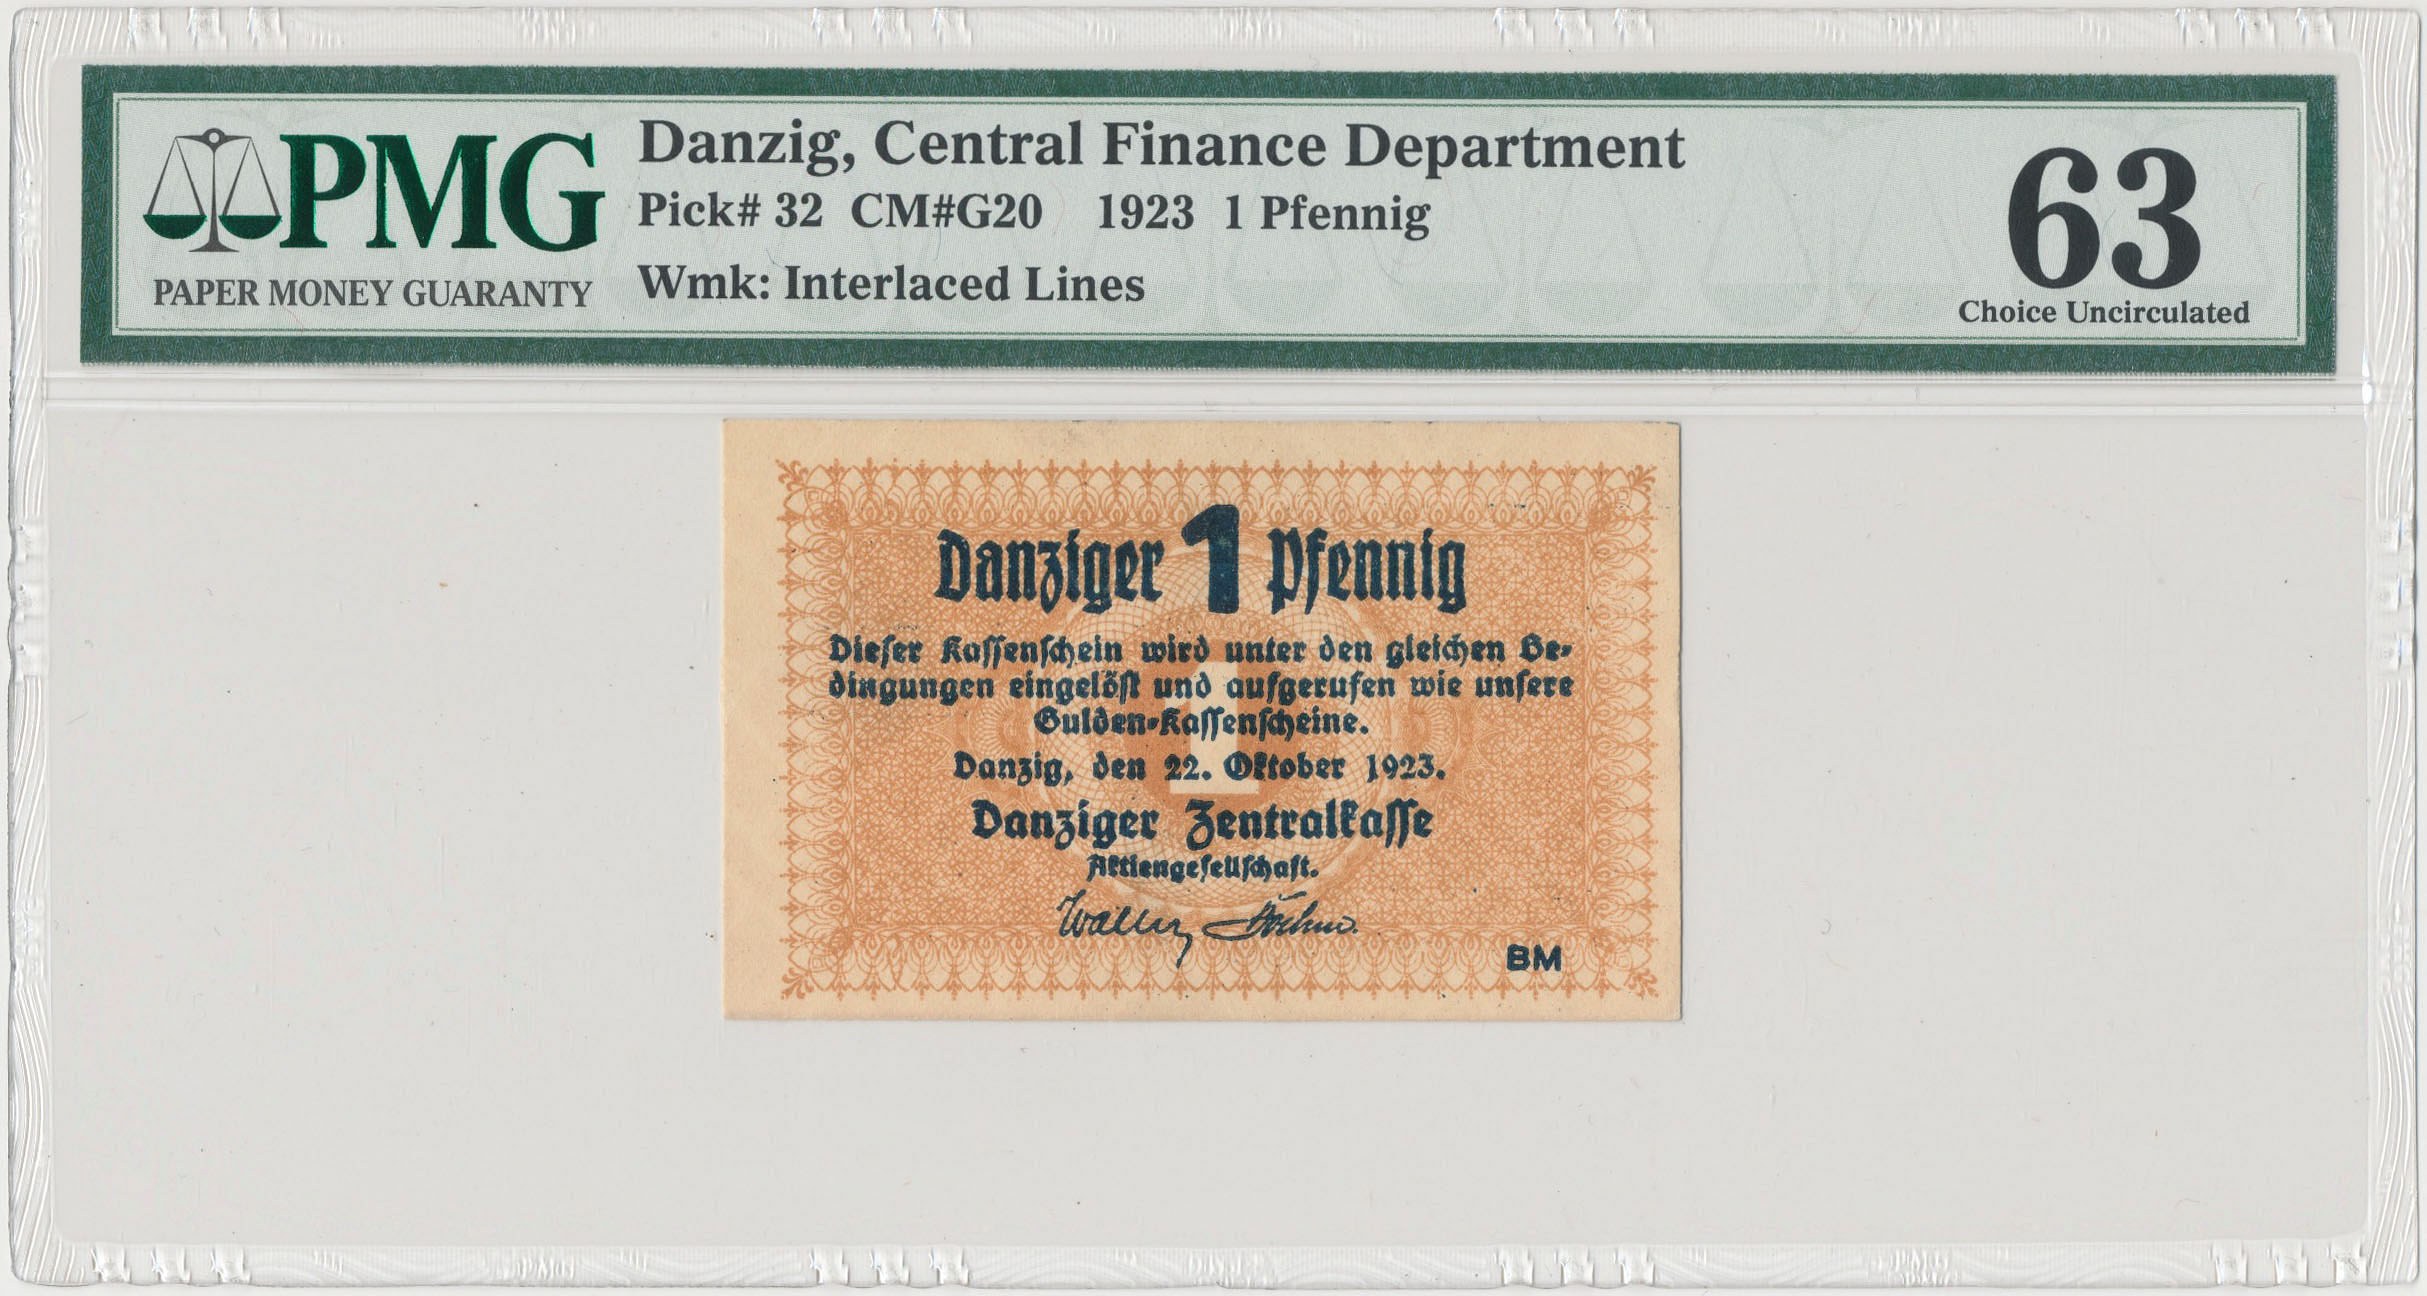 PMG
PAPER MONEY GUARANTY
Danzig, Central Finance Department
Pick# 32 CM#G20 1923 1 Pfennig
Wmk: Interlaced Lines
63
Choice Uncirculated
Danziger 1 Pfennig
Dieser Kassenschein wird unter den gleichen Be-
dingungen eingelöst und aufgerufen wie unsere
Gulden-Kassenscheine.
1
Danzig, den 22. Oktober 1923.
Danziger Zentralkasse
Aktiengesellschaft.
BM